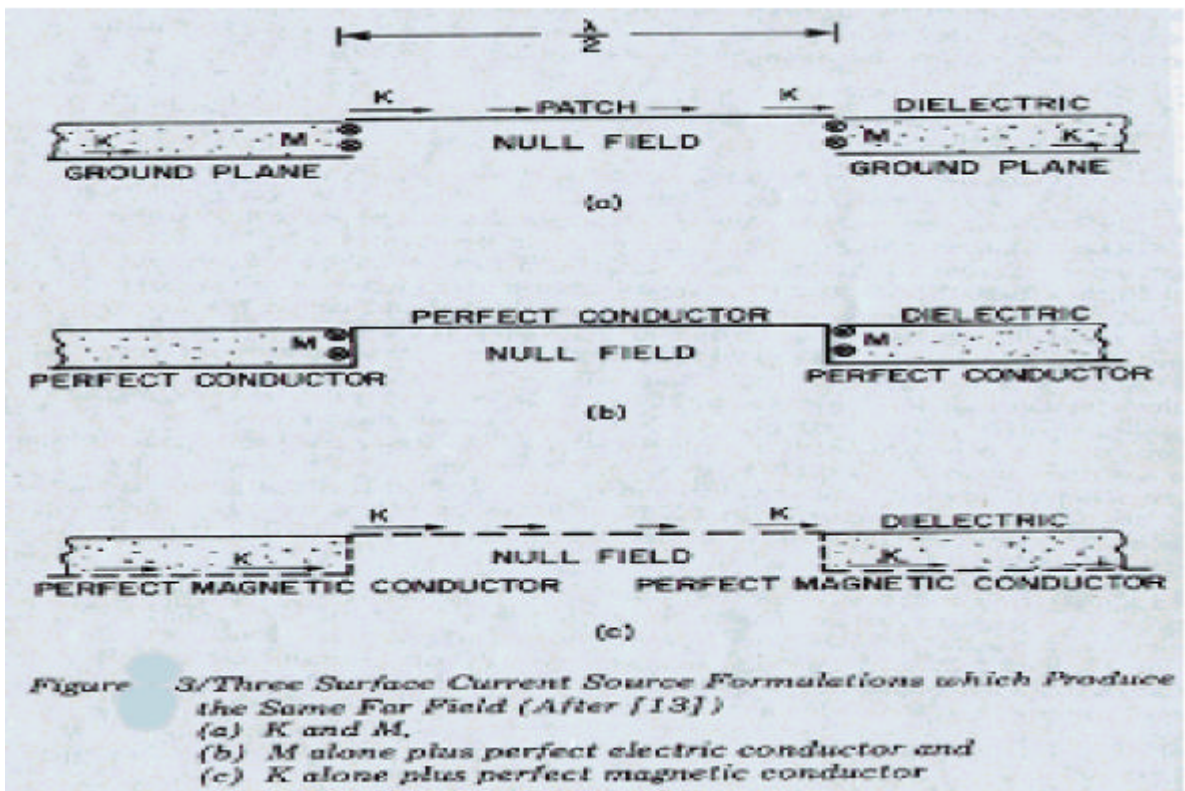 λ/2
K PATCH K DIELECTRIC
K M NULL FIELD M K
GROUND PLANE GROUND PLANE
(a)
PERFECT CONDUCTOR DIELECTRIC
M NULL FIELD M
PERFECT CONDUCTOR PERFECT CONDUCTOR
(b)
K K DIELECTRIC
K NULL FIELD K
PERFECT MAGNETIC CONDUCTOR PERFECT MAGNETIC CONDUCTOR
(c)
Figure 3/Three Surface Current Source Formulations which Produce
the Same Far Field (After [13])
(a) K and M,
(b) M alone plus perfect electric conductor and
(c) K alone plus perfect magnetic conductor